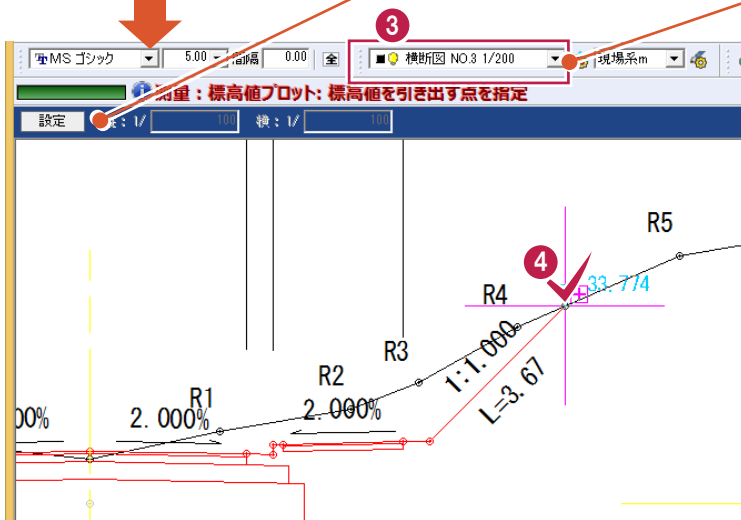 3
MS ゴシック 5.00 間隔 0.00 全 横断図 NO.3 1/200 現場系m
測量：標高値プロット: 標高値を引き出す点を指定
設定 : 1/ 100 横: 1/ 100
R5
4
33.774
R4
R3
1:1.000
R2
L=3.67
R1
00%
2.000%
2.000%